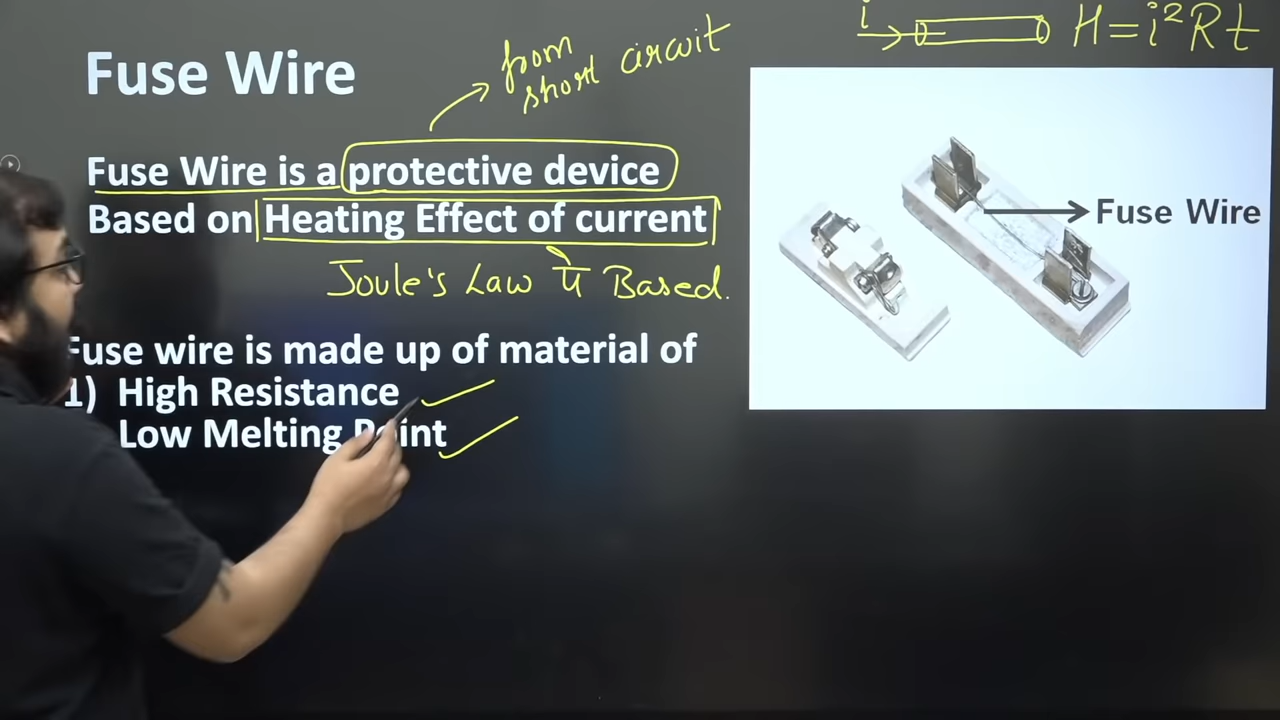 i H = i²Rt
Fuse Wire
from
short circuit
Fuse Wire is a protective device
Based on Heating Effect of current
Joule's Law पे Based.
Fuse wire is made up of material of
1) High Resistance
Low Melting Point
Fuse Wire